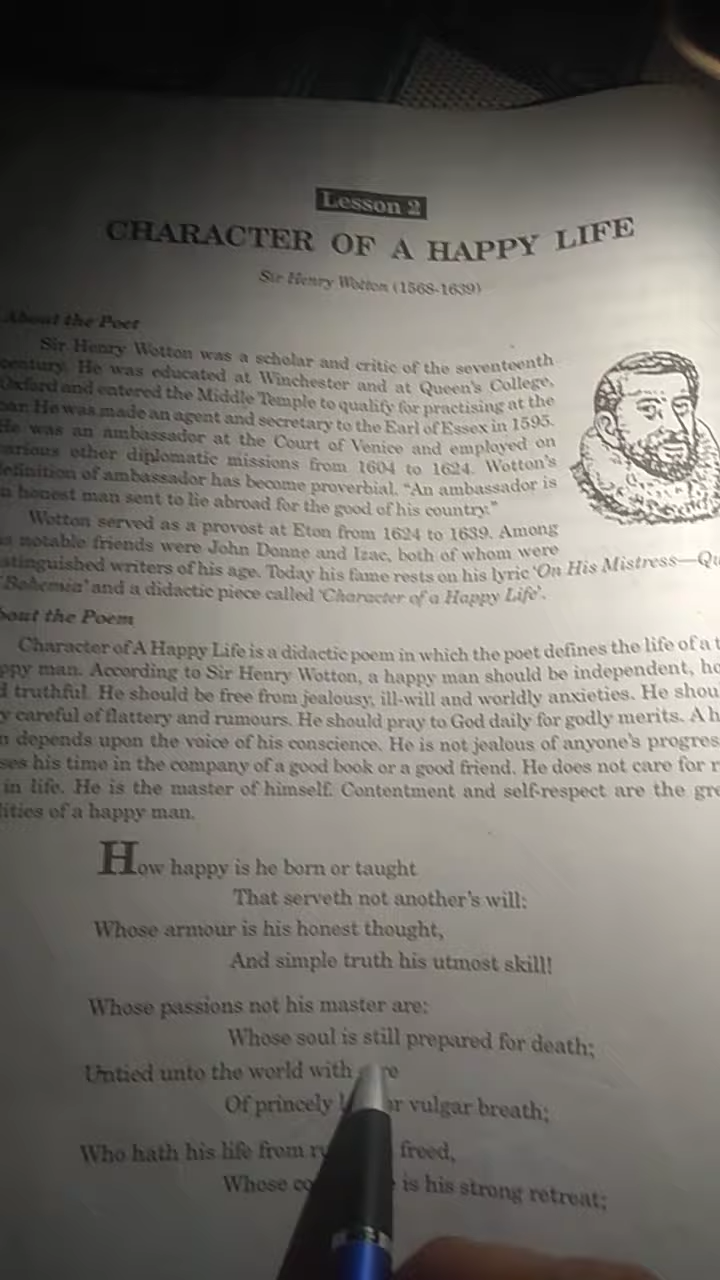 Lesson 2
CHARACTER OF A HAPPY LIFE
Sir Henry Wotton (1568-1639)
About the Poet
Sir Henry Wotton was a scholar and critic of the seventeenth
century. He was educated at Winchester and at Queen's College,
Oxford and entered the Middle Temple to qualify for practising at the
bar. He was made an agent and secretary to the Earl of Essex in 1595.
He was an ambassador at the Court of Venice and employed on
various other diplomatic missions from 1604 to 1624. Wotton's
definition of ambassador has become proverbial. "An ambassador is
an honest man sent to lie abroad for the good of his country."
Wotton served as a provost at Eton from 1624 to 1639. Among
notable friends were John Donne and Izac, both of whom were
distinguished writers of his age. Today his fame rests on his lyric 'On His Mistress—Qu
Bohemia' and a didactic piece called 'Character of a Happy Life'.
bout the Poem
Character of A Happy Life is a didactic poem in which the poet defines the life of a t
ppy man. According to Sir Henry Wotton, a happy man should be independent, ho
d truthful. He should be free from jealousy, ill-will and worldly anxieties. He shou
y careful of flattery and rumours. He should pray to God daily for godly merits. A h
n depends upon the voice of his conscience. He is not jealous of anyone's progres
ses his time in the company of a good book or a good friend. He does not care for r
in life. He is the master of himself. Contentment and self-respect are the gre
lities of a happy man.
How happy is he born or taught
That serveth not another's will:
Whose armour is his honest thought,
And simple truth his utmost skill!
Whose passions not his master are:
Whose soul is still prepared for death;
Untied unto the world with
Of princely or vulgar breath;
Who hath his life from freed,
Whose is his strong retreat;